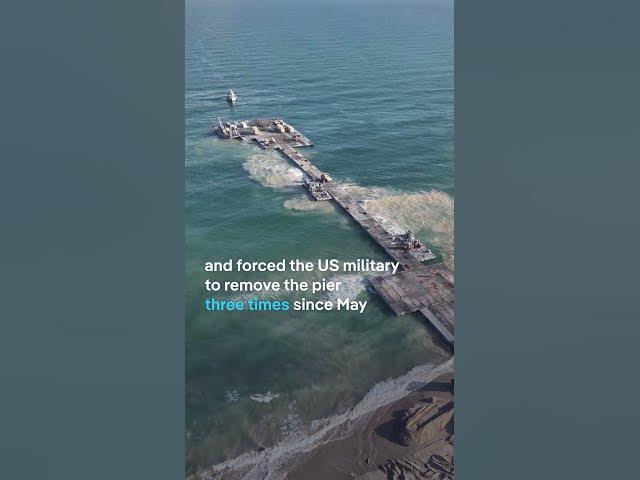 and forced the US military
to remove the pier
three times since May